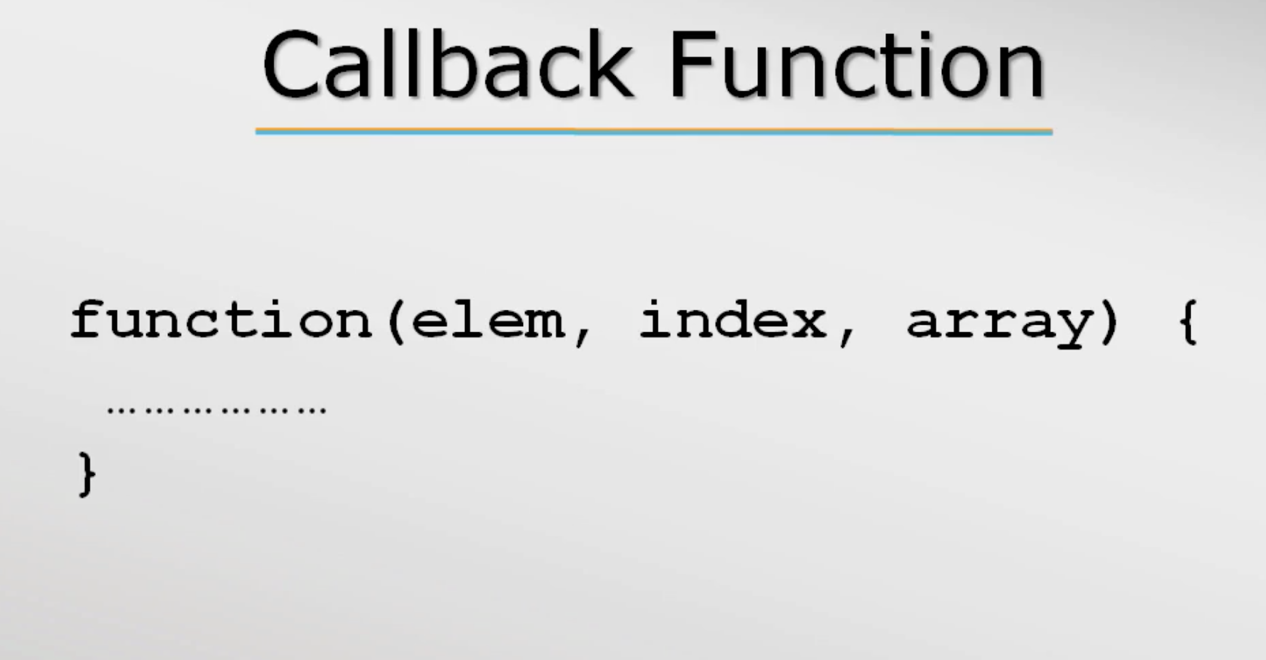 Callback Function
function(elem, index, array) {
………………
}